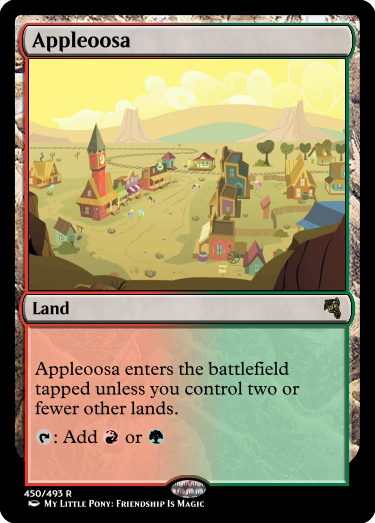 Appleoosa
Land
Appleoosa enters the battlefield
tapped unless you control two or
fewer other lands.
: Add or
450/493 R
My Little Pony: Friendship Is Magic